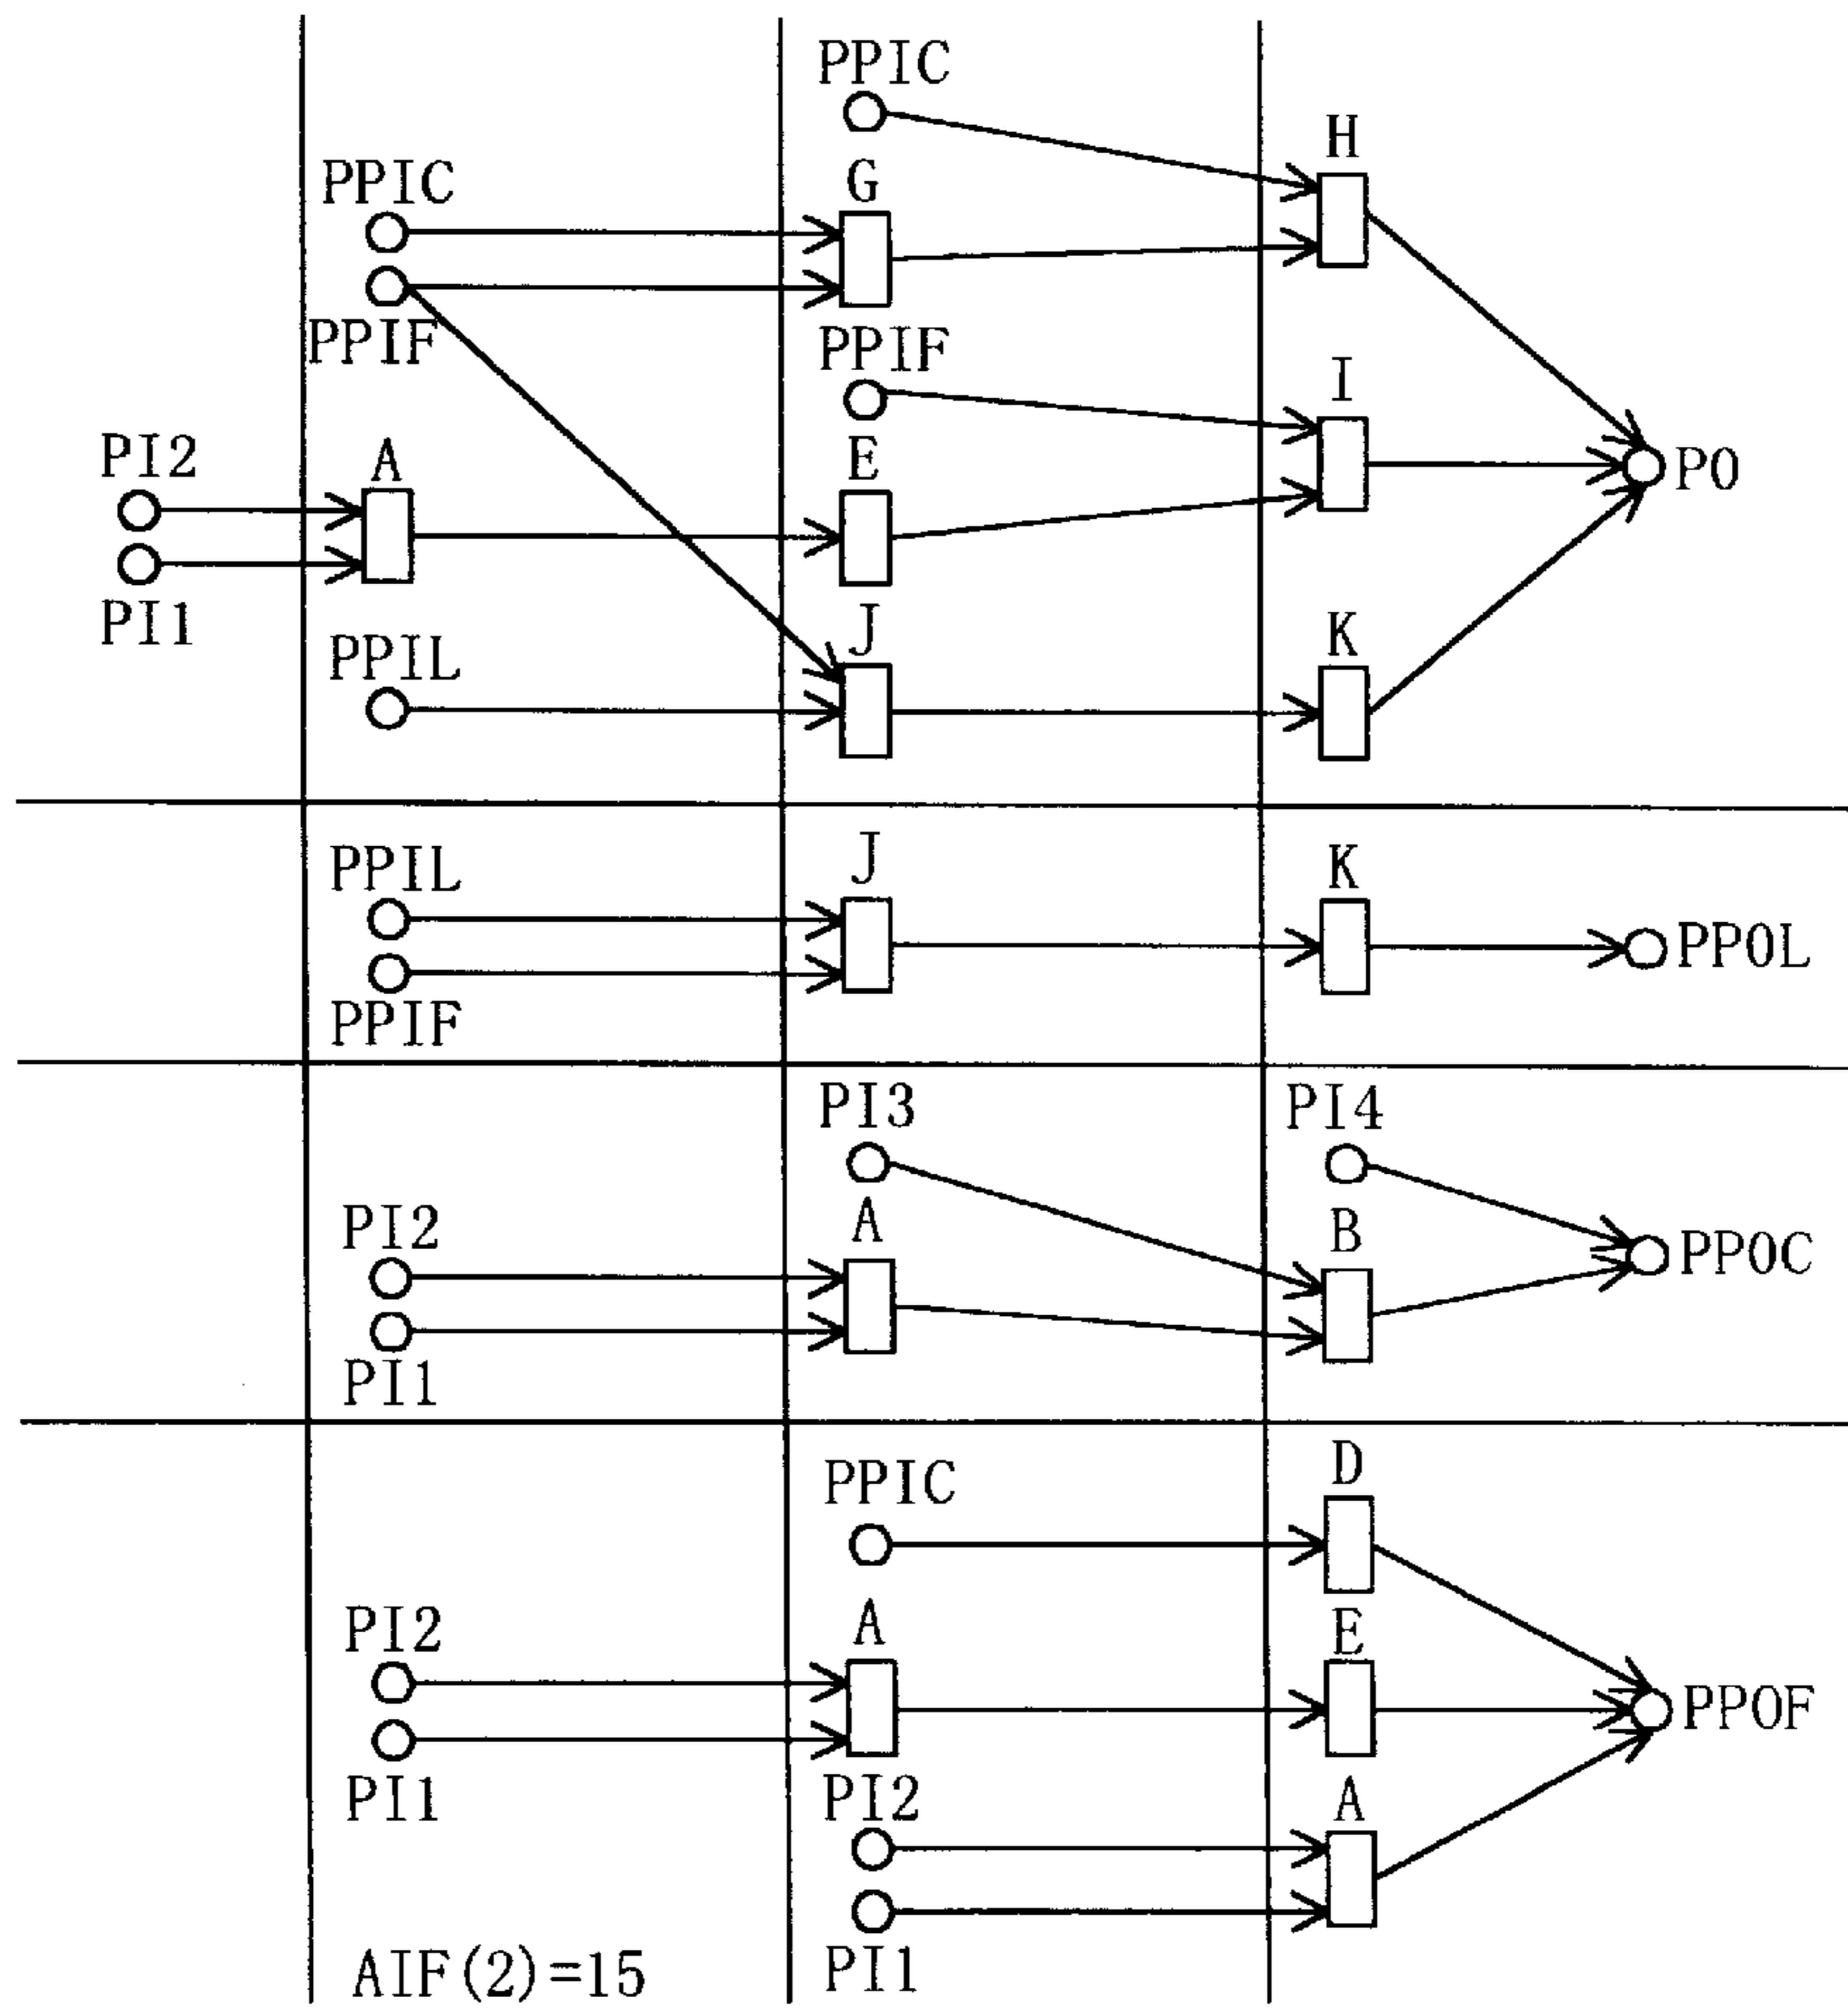 PPIC
H
PPIC
G
PPIF
PPIF
I
PI2
A
E
PO
PI1
J
PPIL
K
PPIL
J
K
PPOL
PPIF
PI3
PI4
PI2
A
B
PPOC
PI1
PPIC
D
PI2
A
E
PPOF
PI1
PI2
A
PI1
AIF(2)=15